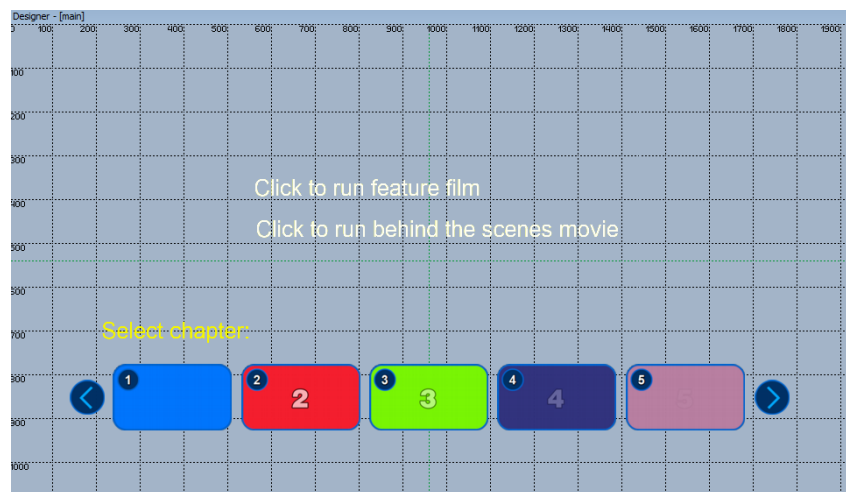 Designer - [main]
0 100 200 300 400 500 600 700 800 900 1000 1100 1200 1300 1400 1500 1600 1700 1800 1900
100
200
300
Click to run feature film
400
Click to run behind the scenes movie
500
600
Select chapter:
700
800
1 2 3 4 5
2 3 4 5
900
1000